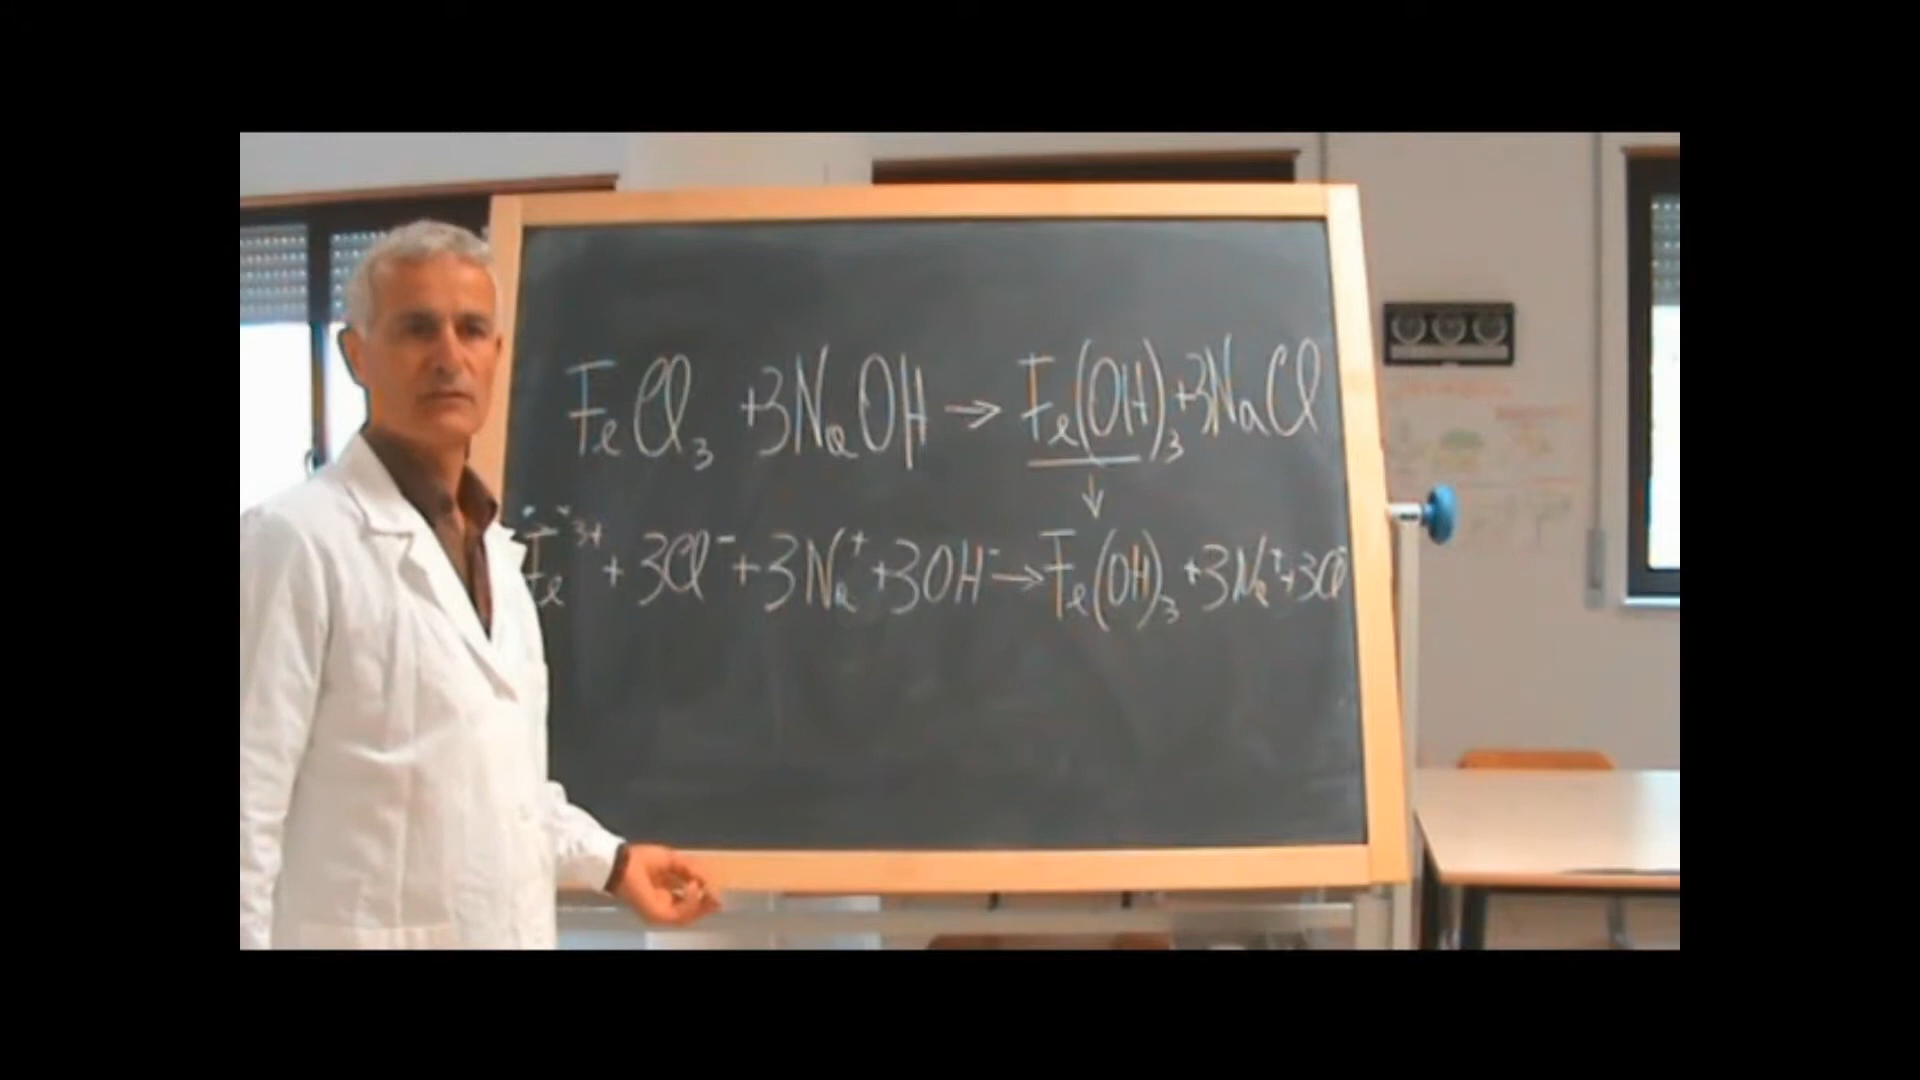 FeCl₃ +3NaOH → Fe(OH)₃+3NaCl
Fe³⁺ + 3Cl⁻ + 3Na⁺ + 3OH⁻ → Fe(OH)₃ + 3Na⁺ + 3Cl⁻